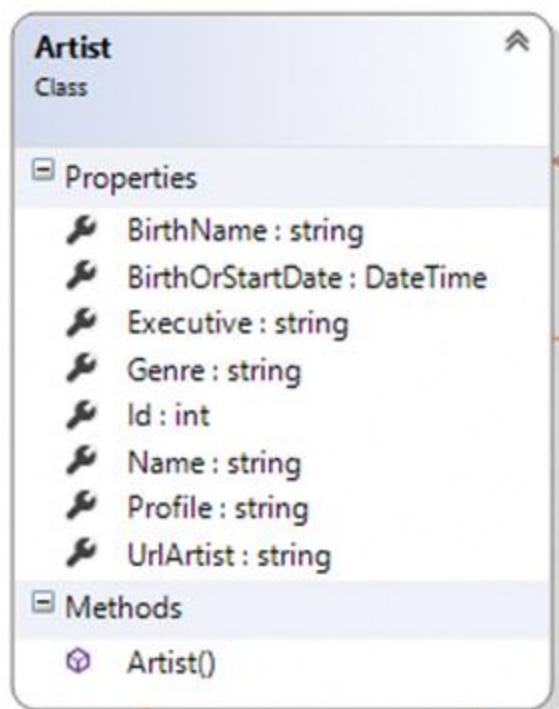 Artist
Class
Properties
BirthName : string
BirthOrStartDate : DateTime
Executive : string
Genre : string
Id : int
Name : string
Profile : string
UrlArtist : string
Methods
Artist()